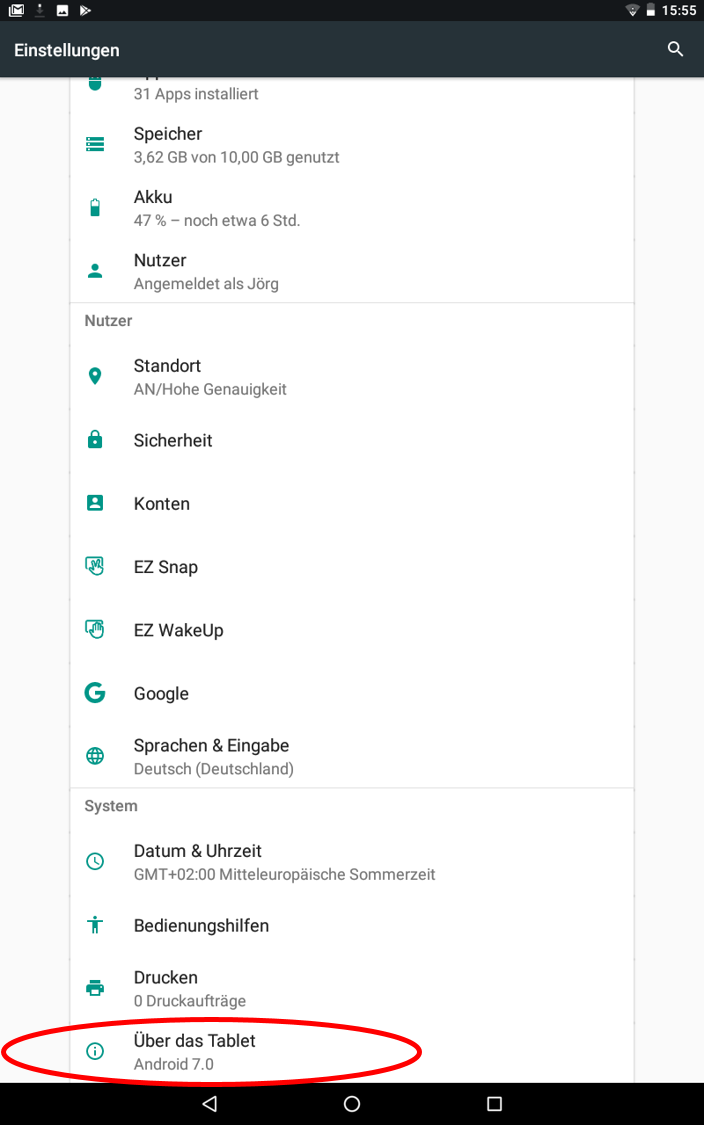 15:55
Einstellungen
31 Apps installiert
Speicher
3,62 GB von 10,00 GB genutzt
Akku
47 % – noch etwa 6 Std.
Nutzer
Angemeldet als Jörg
Nutzer
Standort
AN/Hohe Genauigkeit
Sicherheit
Konten
EZ Snap
EZ WakeUp
Google
Sprachen & Eingabe
Deutsch (Deutschland)
System
Datum & Uhrzeit
GMT+02:00 Mitteleuropäische Sommerzeit
Bedienungshilfen
Drucken
0 Druckaufträge
Über das Tablet
Android 7.0